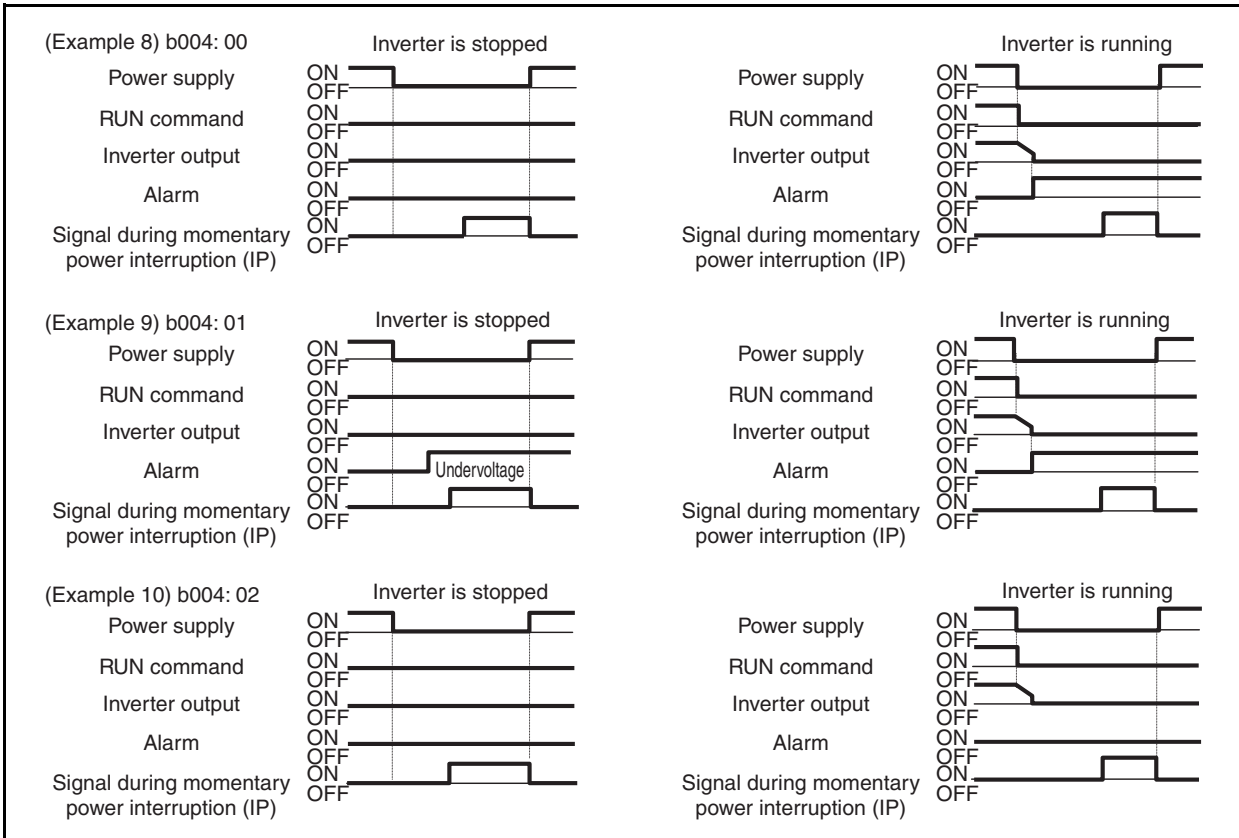 (Example 8) b004: 00
Inverter is stopped
Power supply
ON
OFF
RUN command
ON
OFF
Inverter output
ON
OFF
Alarm
ON
OFF
Signal during momentary
power interruption (IP)
ON
OFF
Inverter is running
Power supply
ON
OFF
RUN command
ON
OFF
Inverter output
ON
OFF
Alarm
ON
OFF
Signal during momentary
power interruption (IP)
ON
OFF
(Example 9) b004: 01
Inverter is stopped
Power supply
ON
OFF
RUN command
ON
OFF
Inverter output
ON
OFF
Alarm
ON
OFF
Undervoltage
Signal during momentary
power interruption (IP)
ON
OFF
Inverter is running
Power supply
ON
OFF
RUN command
ON
OFF
Inverter output
ON
OFF
Alarm
ON
OFF
Signal during momentary
power interruption (IP)
ON
OFF
(Example 10) b004: 02
Inverter is stopped
Power supply
ON
OFF
RUN command
ON
OFF
Inverter output
ON
OFF
Alarm
ON
OFF
Signal during momentary
power interruption (IP)
ON
OFF
Inverter is running
Power supply
ON
OFF
RUN command
ON
OFF
Inverter output
ON
OFF
Alarm
ON
OFF
Signal during momentary
power interruption (IP)
ON
OFF